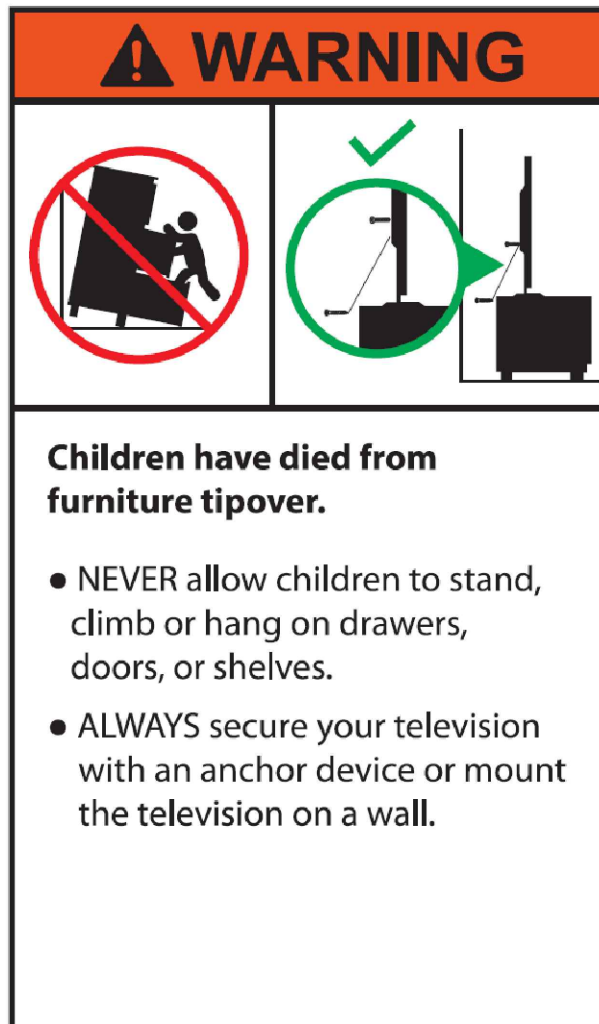 WARNING
Children have died from
furniture tipover.
● NEVER allow children to stand,
climb or hang on drawers,
doors, or shelves.
● ALWAYS secure your television
with an anchor device or mount
the television on a wall.